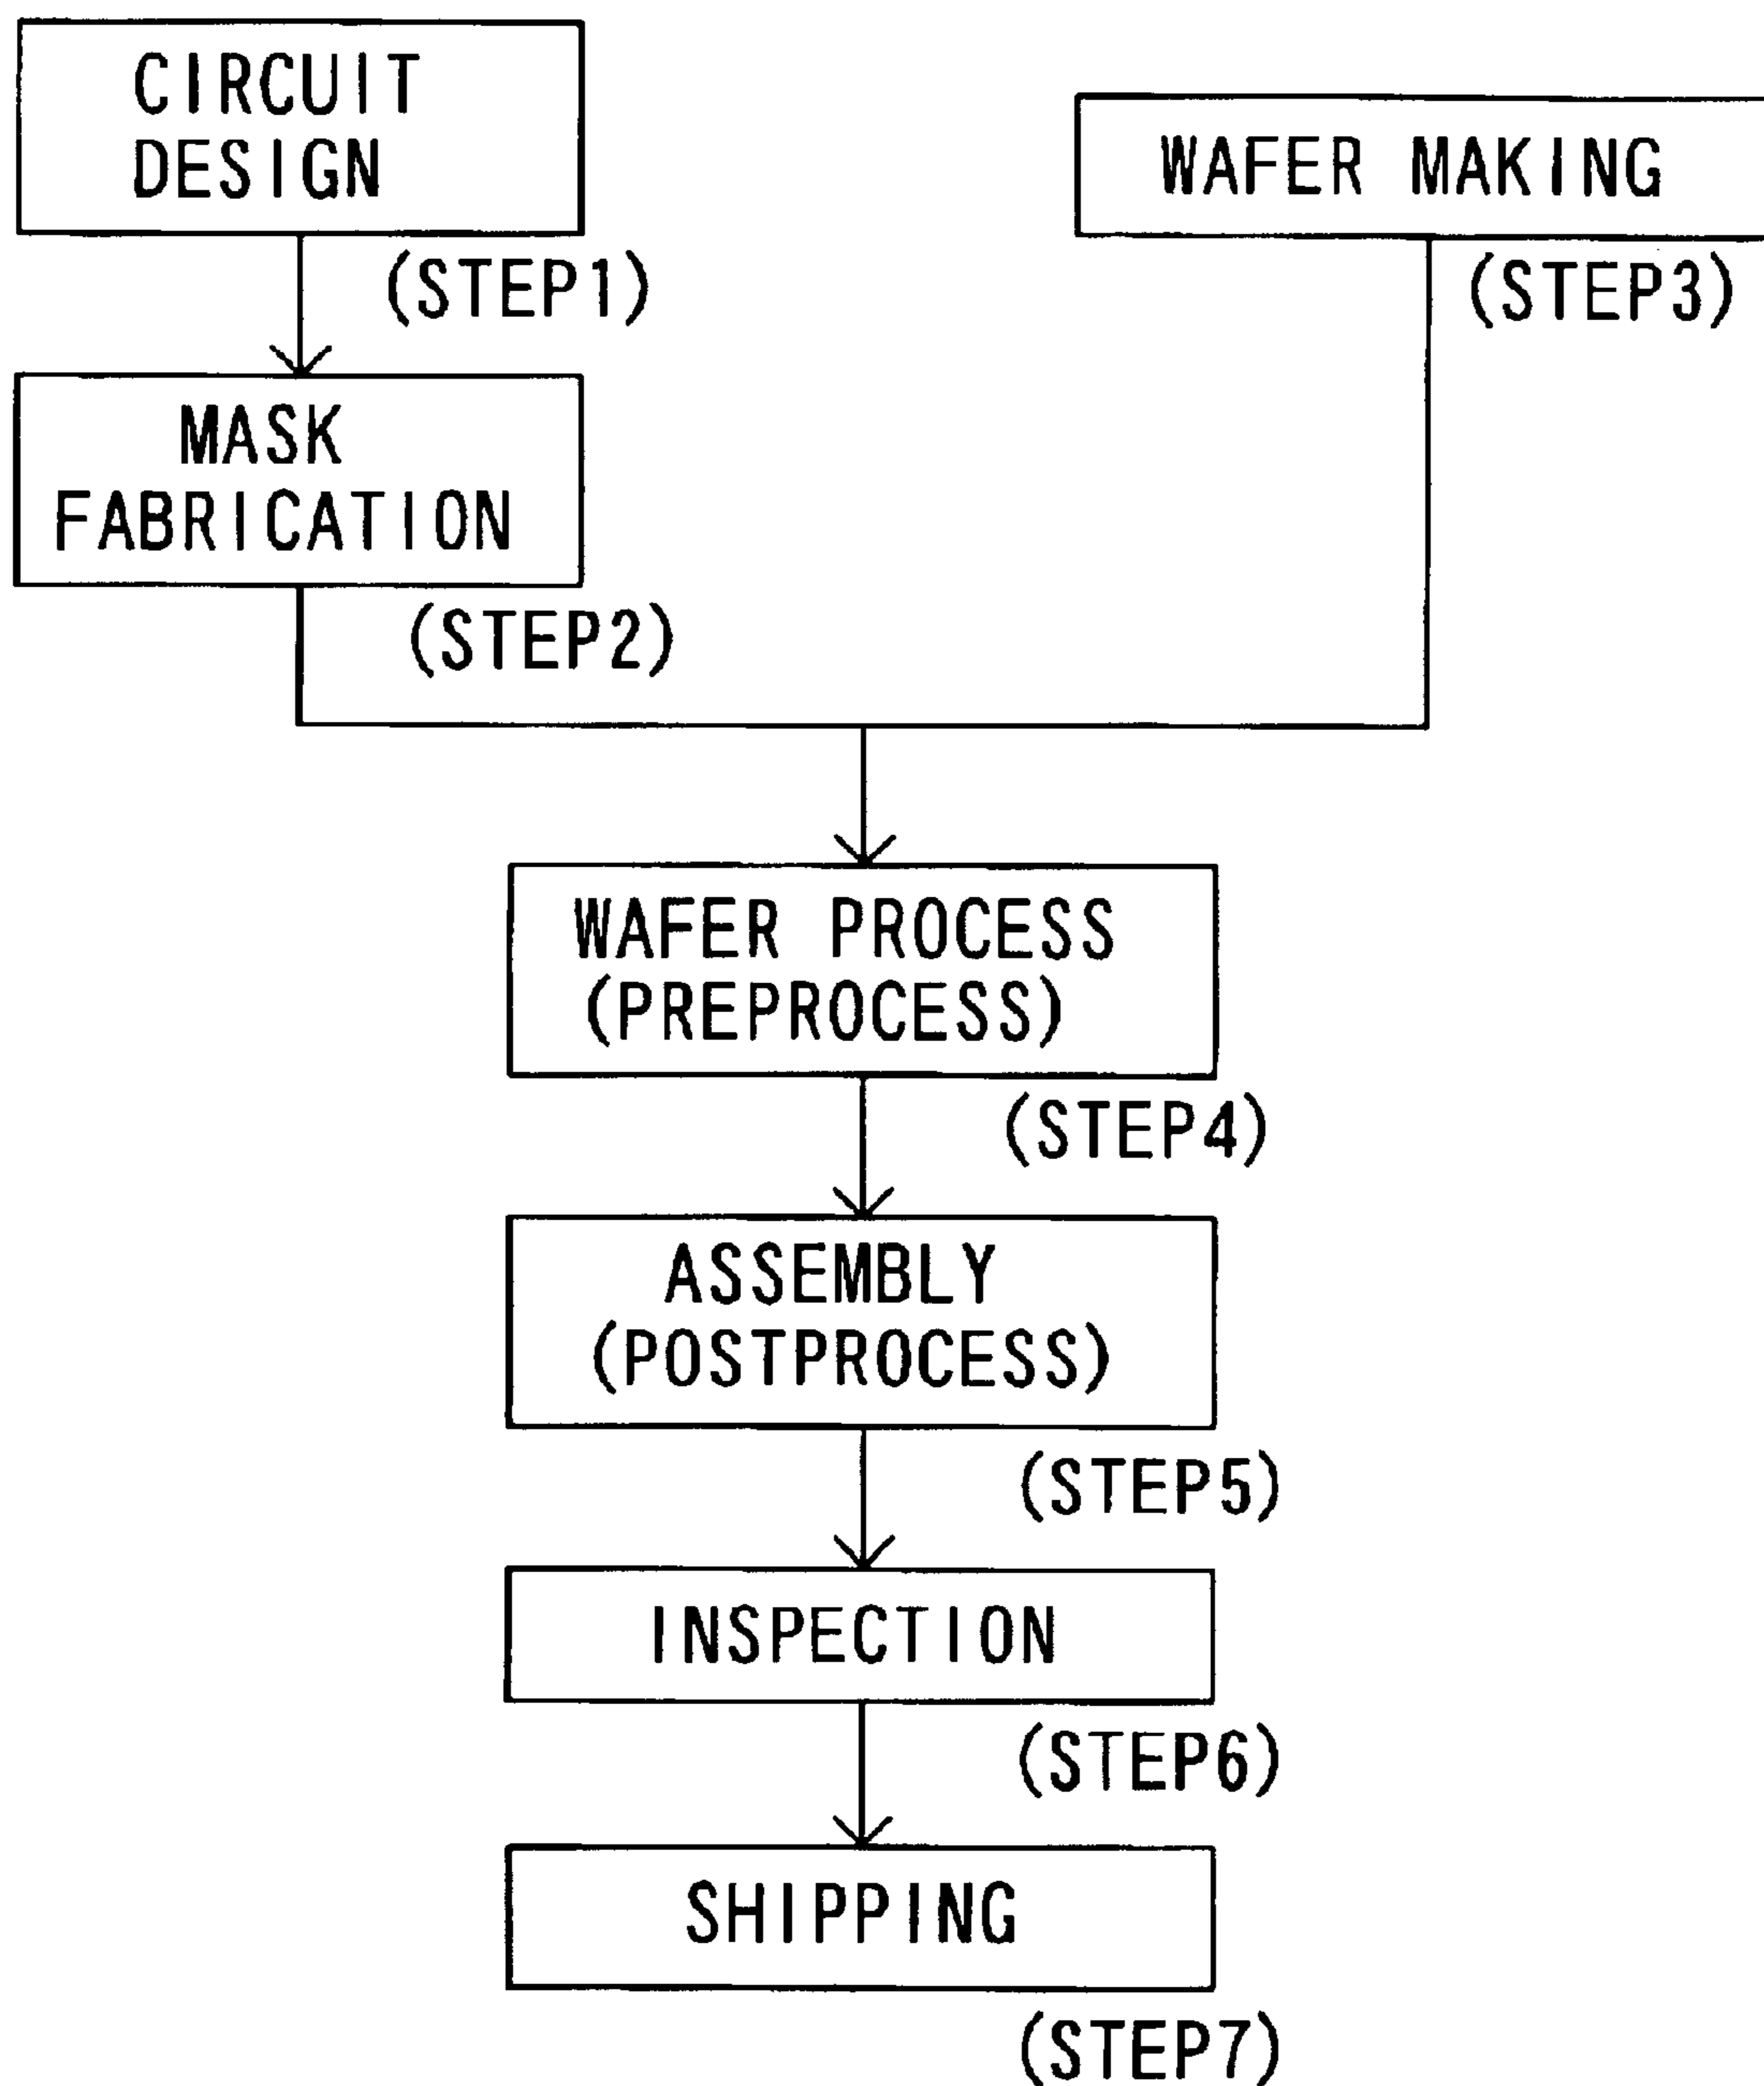 CIRCUIT
DESIGN
(STEP1)
MASK
FABRICATION
(STEP2)
WAFER MAKING
(STEP3)
WAFER PROCESS
(PREPROCESS)
(STEP4)
ASSEMBLY
(POSTPROCESS)
(STEP5)
INSPECTION
(STEP6)
SHIPPING
(STEP7)